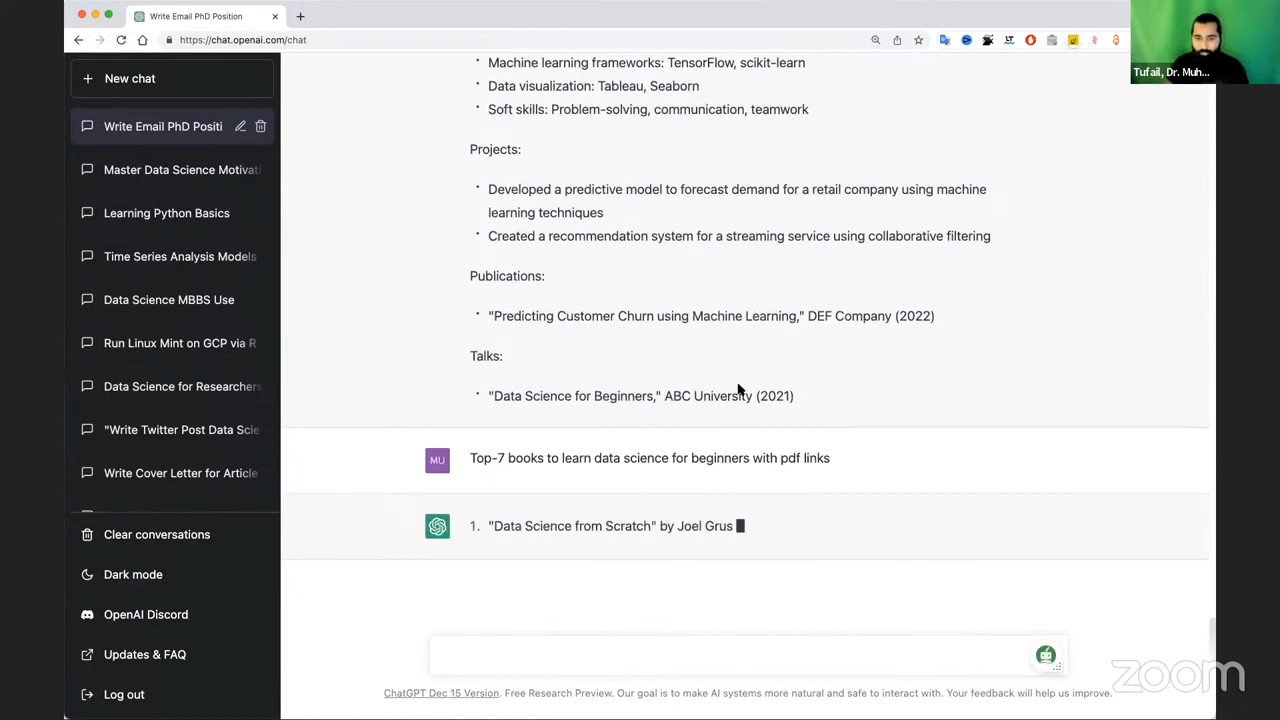 Write Email PhD Position
https://chat.openai.com/chat
Tufail, Dr. Muh...
New chat
Write Email PhD Positi
Master Data Science Motivati
Learning Python Basics
Time Series Analysis Models
Data Science MBBS Use
Run Linux Mint on GCP via R
Data Science for Researchers
"Write Twitter Post Data Scie
Write Cover Letter for Article
Clear conversations
Dark mode
OpenAI Discord
Updates & FAQ
Log out
Machine learning frameworks: TensorFlow, scikit-learn
Data visualization: Tableau, Seaborn
Soft skills: Problem-solving, communication, teamwork
Projects:
Developed a predictive model to forecast demand for a retail company using machine
learning techniques
Created a recommendation system for a streaming service using collaborative filtering
Publications:
"Predicting Customer Churn using Machine Learning," DEF Company (2022)
Talks:
"Data Science for Beginners," ABC University (2021)
MU
Top-7 books to learn data science for beginners with pdf links
1. "Data Science from Scratch" by Joel Grus
ChatGPT Dec 15 Version. Free Research Preview. Our goal is to make AI systems more natural and safe to interact with. Your feedback will help us improve.
zoom